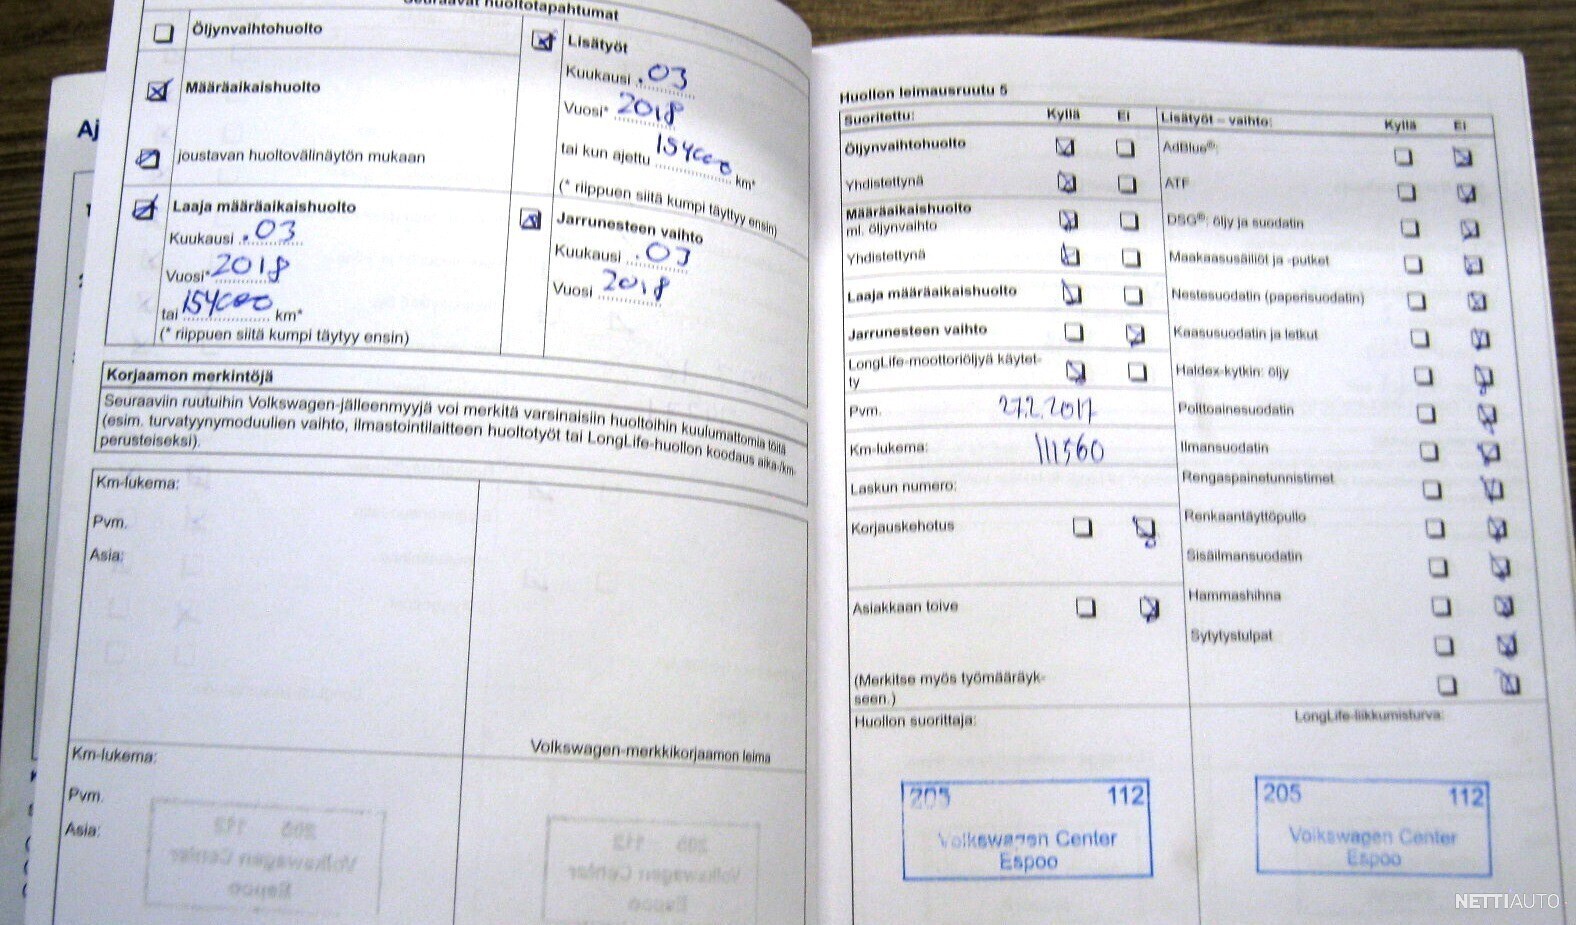 Seuraavat huoltotapahtumat
Öljynvaihtohuolto
Määräaikaishuolto
joustavan huoltovälinäytön mukaan
Laaja määräaikaishuolto
Kuukausi .03
Vuosi* 2018
tai 154000 km*
(* riippuen siitä kumpi täytyy ensin)
Lisätyöt
Kuukausi .03
Vuosi* 2018
tai kun ajettu 154000 km*
(* riippuen siitä kumpi täytyy ensin)
Jarrunesteen vaihto
Kuukausi .03
Vuosi 2018
Korjaamon merkintöjä
Seuraaviin ruutuihin Volkswagen-jälleenmyyjä voi merkitä varsinaisiin huoltoihin kuulumattomia töitä
(esim. turvatyynymoduulien vaihto, ilmastointilaitteen huoltotyöt tai LongLife-huollon koodaus aika-/km-
perusteiseksi).
Km-lukema:
Pvm.
Asia:
Volkswagen-merkkikorjaamon leima
Km-lukema:
Pvm.
Asia:
Aj
Huollon leimausruutu 5
Suoritettu: Kyllä Ei
Öljynvaihtohuolto
Yhdistettynä
Määräaikaishuolto
ml. öljynvaihto
Yhdistettynä
Laaja määräaikaishuolto
Jarrunesteen vaihto
LongLife-moottoriöljyä käytet-
ty
Pvm. 27.2.2017
Km-lukema: 111560
Laskun numero:
Korjauskehotus
Asiakkaan toive
(Merkitse myös työmääräyk-
seen.)
Huollon suorittaja:
205 112
Volkswagen Center
Espoo
Lisätyöt – vaihto: Kyllä Ei
AdBlue®:
ATF
DSG®: öljy ja suodatin
Maakaasusäiliöt ja -putket
Nestesuodatin (paperisuodatin)
Kaasusuodatin ja letkut
Haldex-kytkin: öljy
Polttoainesuodatin
Ilmansuodatin
Rengaspainetunnistimet
Renkaantäyttöpullo
Sisäilmansuodatin
Hammashihna
Sytytystulpat
LongLife-liikkumisturva:
205 112
Volkswagen Center
Espoo
NETTIAUTO